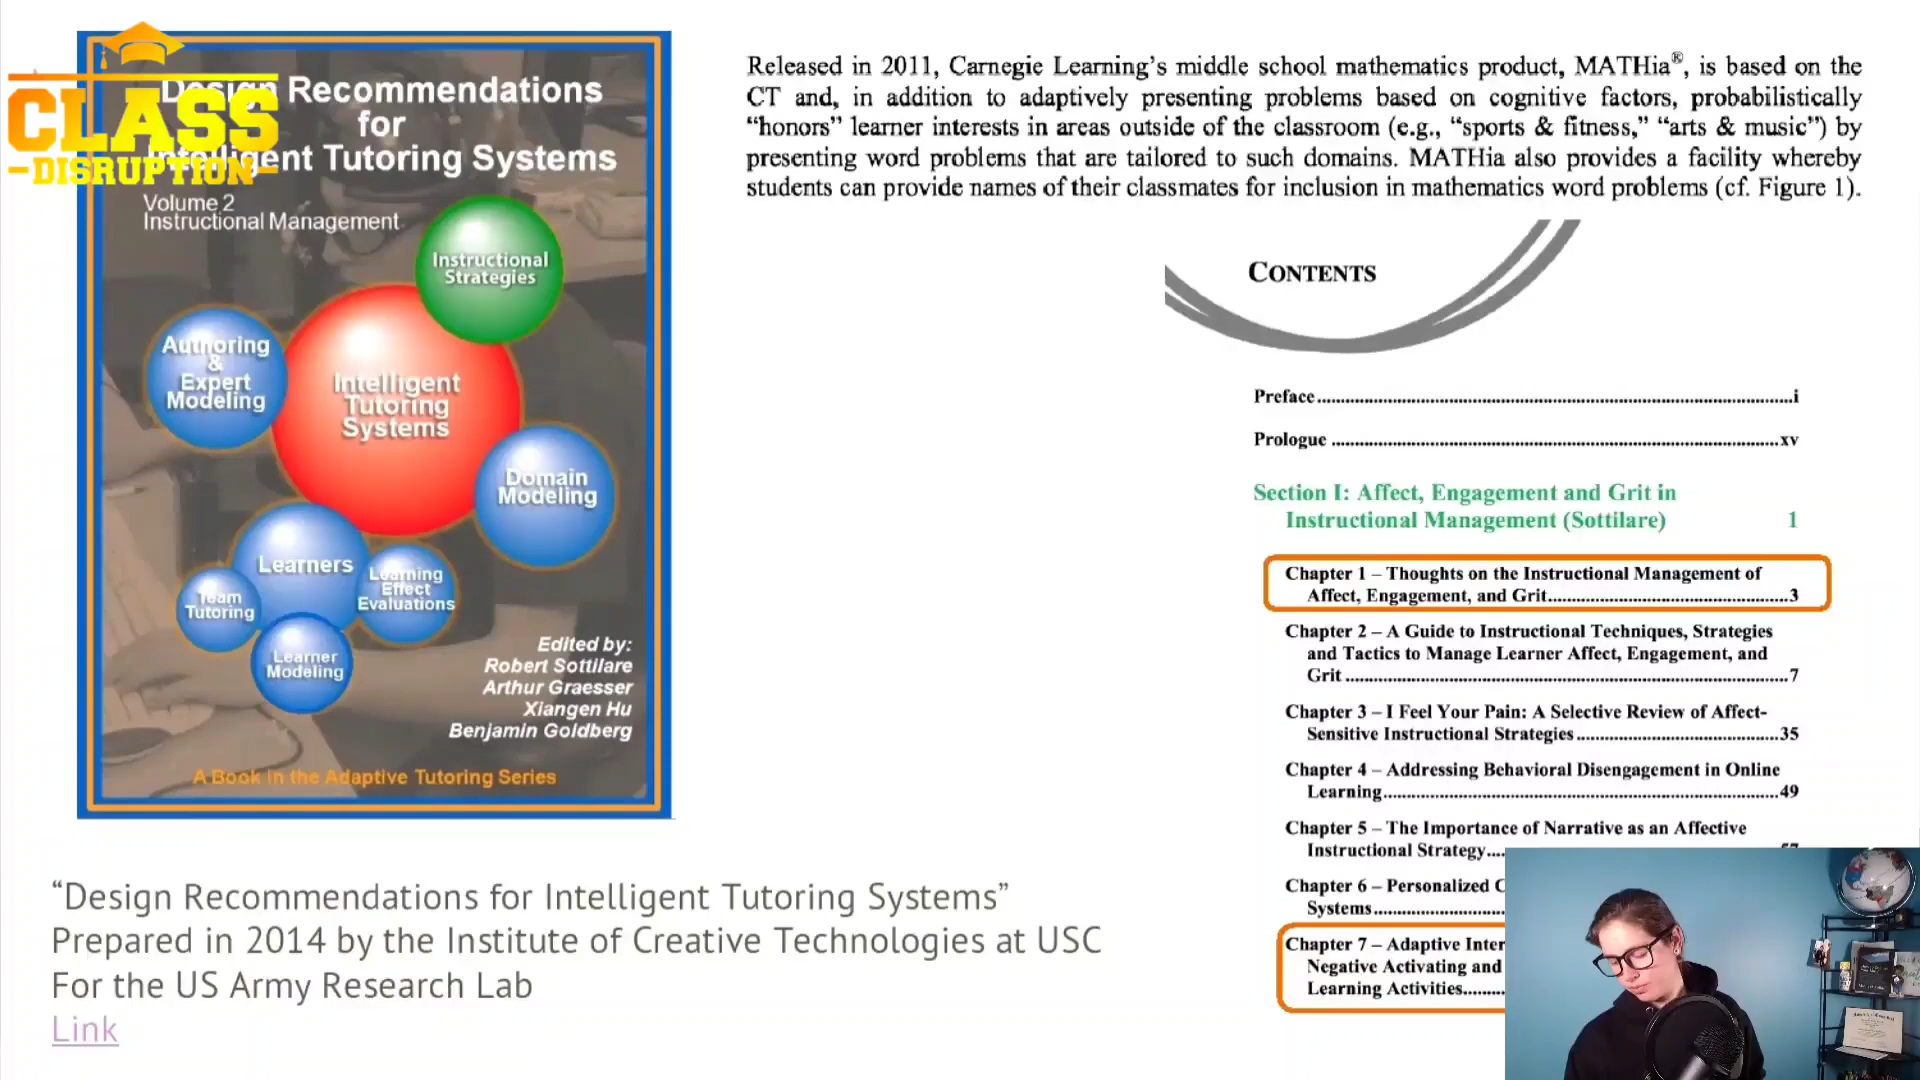 CLASS
-DISRUPTION-
Design Recommendations
for
Intelligent Tutoring Systems
Volume 2
Instructional Management
Instructional
Strategies
Authoring
&
Expert
Modeling
Intelligent
Tutoring
Systems
Domain
Modeling
Learners
Learning
Effect
Evaluations
Team
Tutoring
Learner
Modeling
Edited by:
Robert Sottilare
Arthur Graesser
Xiangen Hu
Benjamin Goldberg
A Book in the Adaptive Tutoring Series
“Design Recommendations for Intelligent Tutoring Systems”
Prepared in 2014 by the Institute of Creative Technologies at USC
For the US Army Research Lab
Link
Released in 2011, Carnegie Learning’s middle school mathematics product, MATHia®, is based on the
CT and, in addition to adaptively presenting problems based on cognitive factors, probabilistically
“honors” learner interests in areas outside of the classroom (e.g., “sports & fitness,” “arts & music”) by
presenting word problems that are tailored to such domains. MATHia also provides a facility whereby
students can provide names of their classmates for inclusion in mathematics word problems (cf. Figure 1).
CONTENTS
Preface....................i
Prologue....................xv
Section I: Affect, Engagement and Grit in
Instructional Management (Sottilare) 1
Chapter 1 – Thoughts on the Instructional Management of
Affect, Engagement, and Grit....................3
Chapter 2 – A Guide to Instructional Techniques, Strategies
and Tactics to Manage Learner Affect, Engagement, and
Grit....................7
Chapter 3 – I Feel Your Pain: A Selective Review of Affect-
Sensitive Instructional Strategies....................35
Chapter 4 – Addressing Behavioral Disengagement in Online
Learning....................49
Chapter 5 – The Importance of Narrative as an Affective
Instructional Strategy....
Chapter 6 – Personalized
Systems....................
Chapter 7 – Adaptive
Negative Activating and
Learning Activities.........